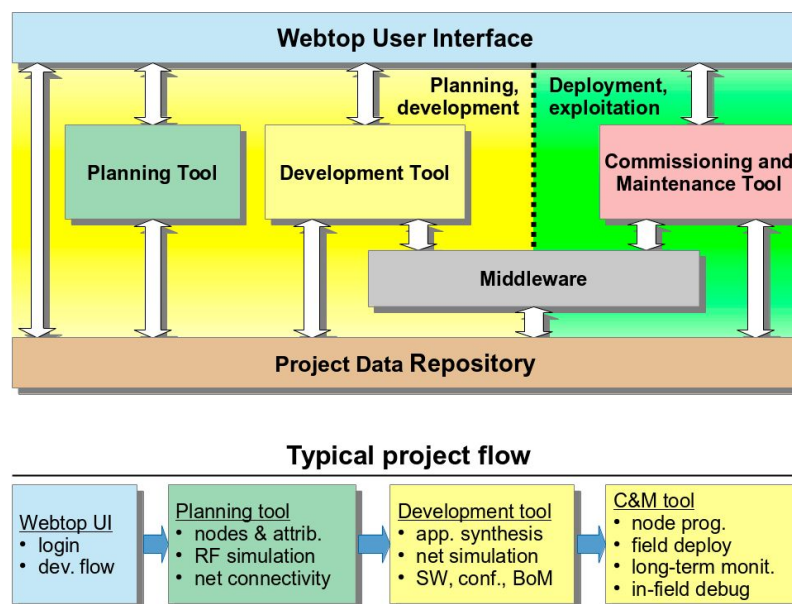 Webtop User Interface
Planning,
development
Deployment,
exploitation
Planning Tool
Development Tool
Commissioning and
Maintenance Tool
Middleware
Project Data Repository
Typical project flow
Webtop UI
• login
• dev. flow
Planning tool
• nodes & attrib.
• RF simulation
• net connectivity
Development tool
• app. synthesis
• net simulation
• SW, conf., BoM
C&M tool
• node prog.
• field deploy
• long-term monit.
• in-field debug